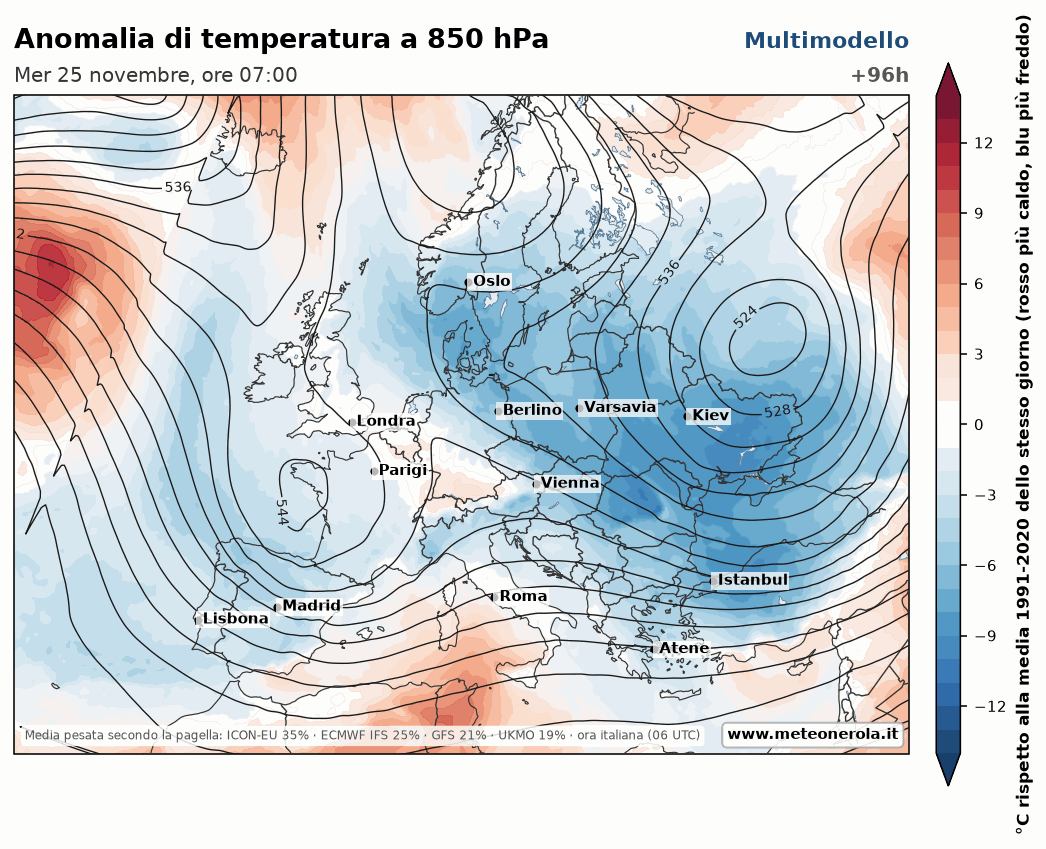 Anomalia di temperatura a 850 hPa
Multimodello
Mer 25 novembre, ore 07:00
+96h
536
2
Oslo
536
524
Londra
Berlino
Varsavia
Kiev
528
Parigi
Vienna
544
Istanbul
Madrid
Roma
Lisbona
Atene
Media pesata secondo la pagella: ICON-EU 35% · ECMWF IFS 25% · GFS 21% · UKMO 19% · ora italiana (06 UTC)
www.meteonerola.it
12
9
6
3
0
−3
−6
−9
−12
°C rispetto alla media 1991-2020 dello stesso giorno (rosso più caldo, blu più freddo)